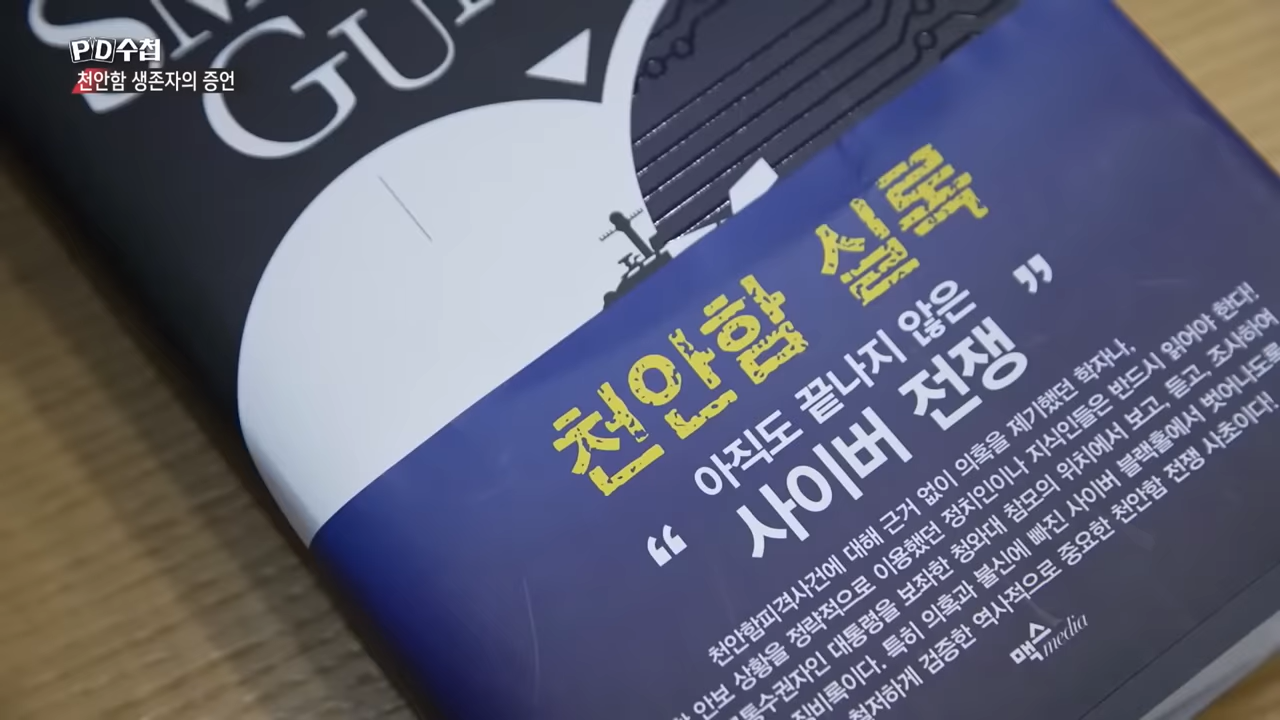 PD수첩
천안함 생존자의 증언
SM
GU
천안함 실록
아직도 끝나지 않은
“사이버 전쟁”
천안함피격사건에 대해 근거 없이 의혹을 제기했던 학자나,
안보 상황을 정략적으로 이용했던 정치인이나 지식인들은 반드시 읽어야 한다!
통수권자인 대통령을 보좌한 청와대 참모의 위치에서 보고, 듣고, 조사하여
징비록이다. 특히 의혹과 불신에 빠진 사이버 블랙홀에서 벗어나도록
철저하게 검증한 역사적으로 중요한 천안함 전쟁 사초이다!
맥스media